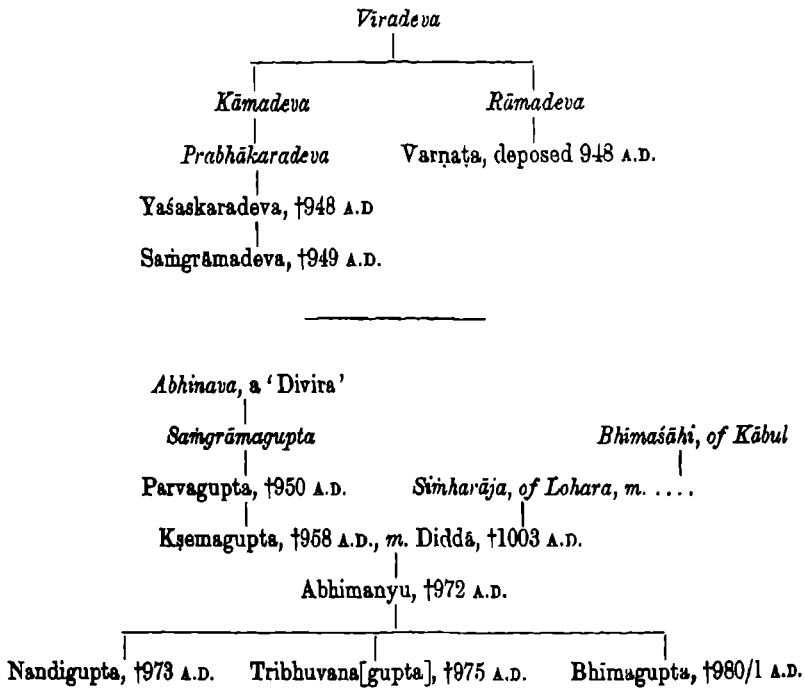 Vīradeva
Kāmadeva Rāmadeva
Prabhākaradeva Varṇaṭa, deposed 948 A.D.
Yaśaskaradeva, †948 A.D
Saṁgrāmadeva, †949 A.D.
Abhinava, a ‘Divira’
Saṁgrāmagupta Bhīmaśāhi, of Kābul
Parvagupta, †950 A.D. Siṁharāja, of Lohara, m. .....
Kṣemagupta, †958 A.D., m. Diddā, †1003 A.D.
Abhimanyu, †972 A.D.
Nandigupta, †973 A.D. Tribhuvana[gupta], †975 A.D. Bhīmagupta, †980/1 A.D.